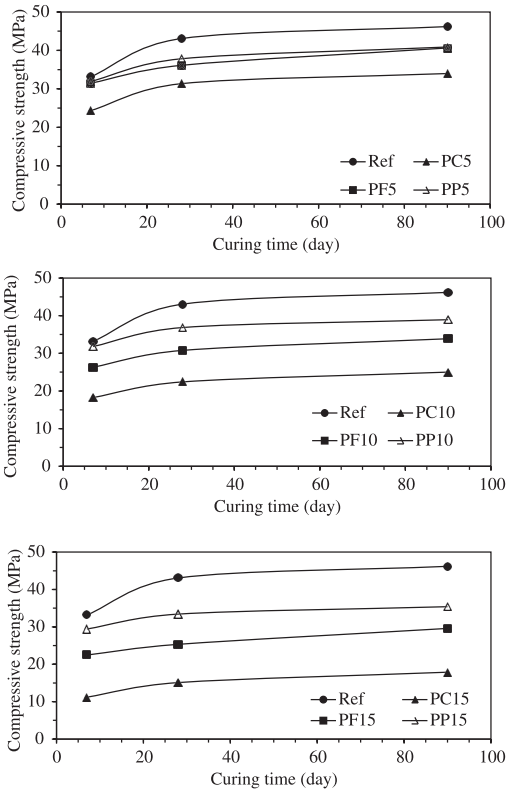 50
40
30
20
10
0
Compressive strength (MPa)
Ref PC5
PF5 PP5
0 20 40 60 80 100
Curing time (day)
50
40
30
20
10
0
Compressive strength (MPa)
Ref PC10
PF10 PP10
0 20 40 60 80 100
Curing time (day)
50
40
30
20
10
0
Compressive strength (MPa)
Ref PC15
PF15 PP15
0 20 40 60 80 100
Curing time (day)